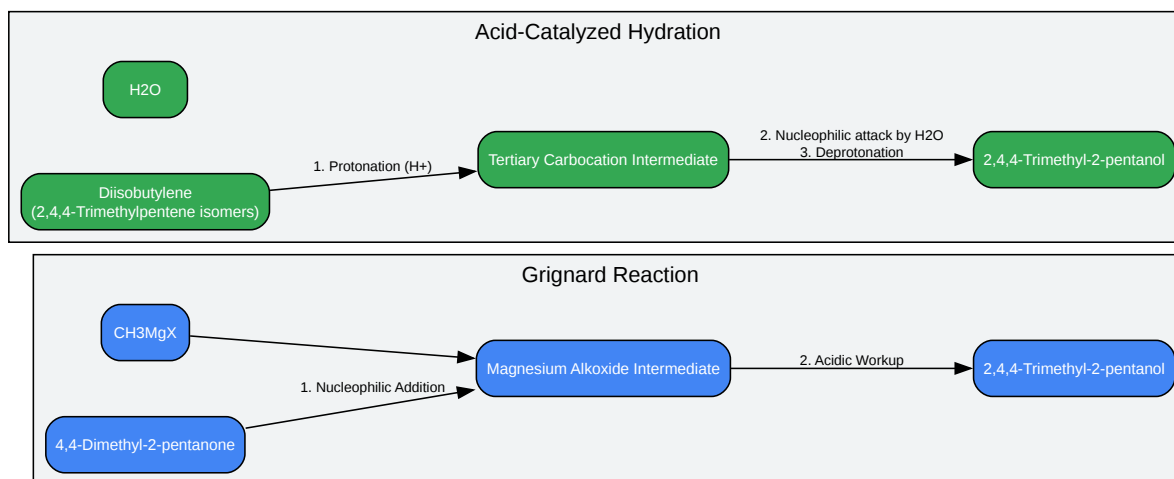 Acid-Catalyzed Hydration
H2O
Diisobutylene
(2,4,4-Trimethylpentene isomers)
1. Protonation (H+)
Tertiary Carbocation Intermediate
2. Nucleophilic attack by H2O
3. Deprotonation
2,4,4-Trimethyl-2-pentanol
Grignard Reaction
CH3MgX
4,4-Dimethyl-2-pentanone
1. Nucleophilic Addition
Magnesium Alkoxide Intermediate
2. Acidic Workup
2,4,4-Trimethyl-2-pentanol